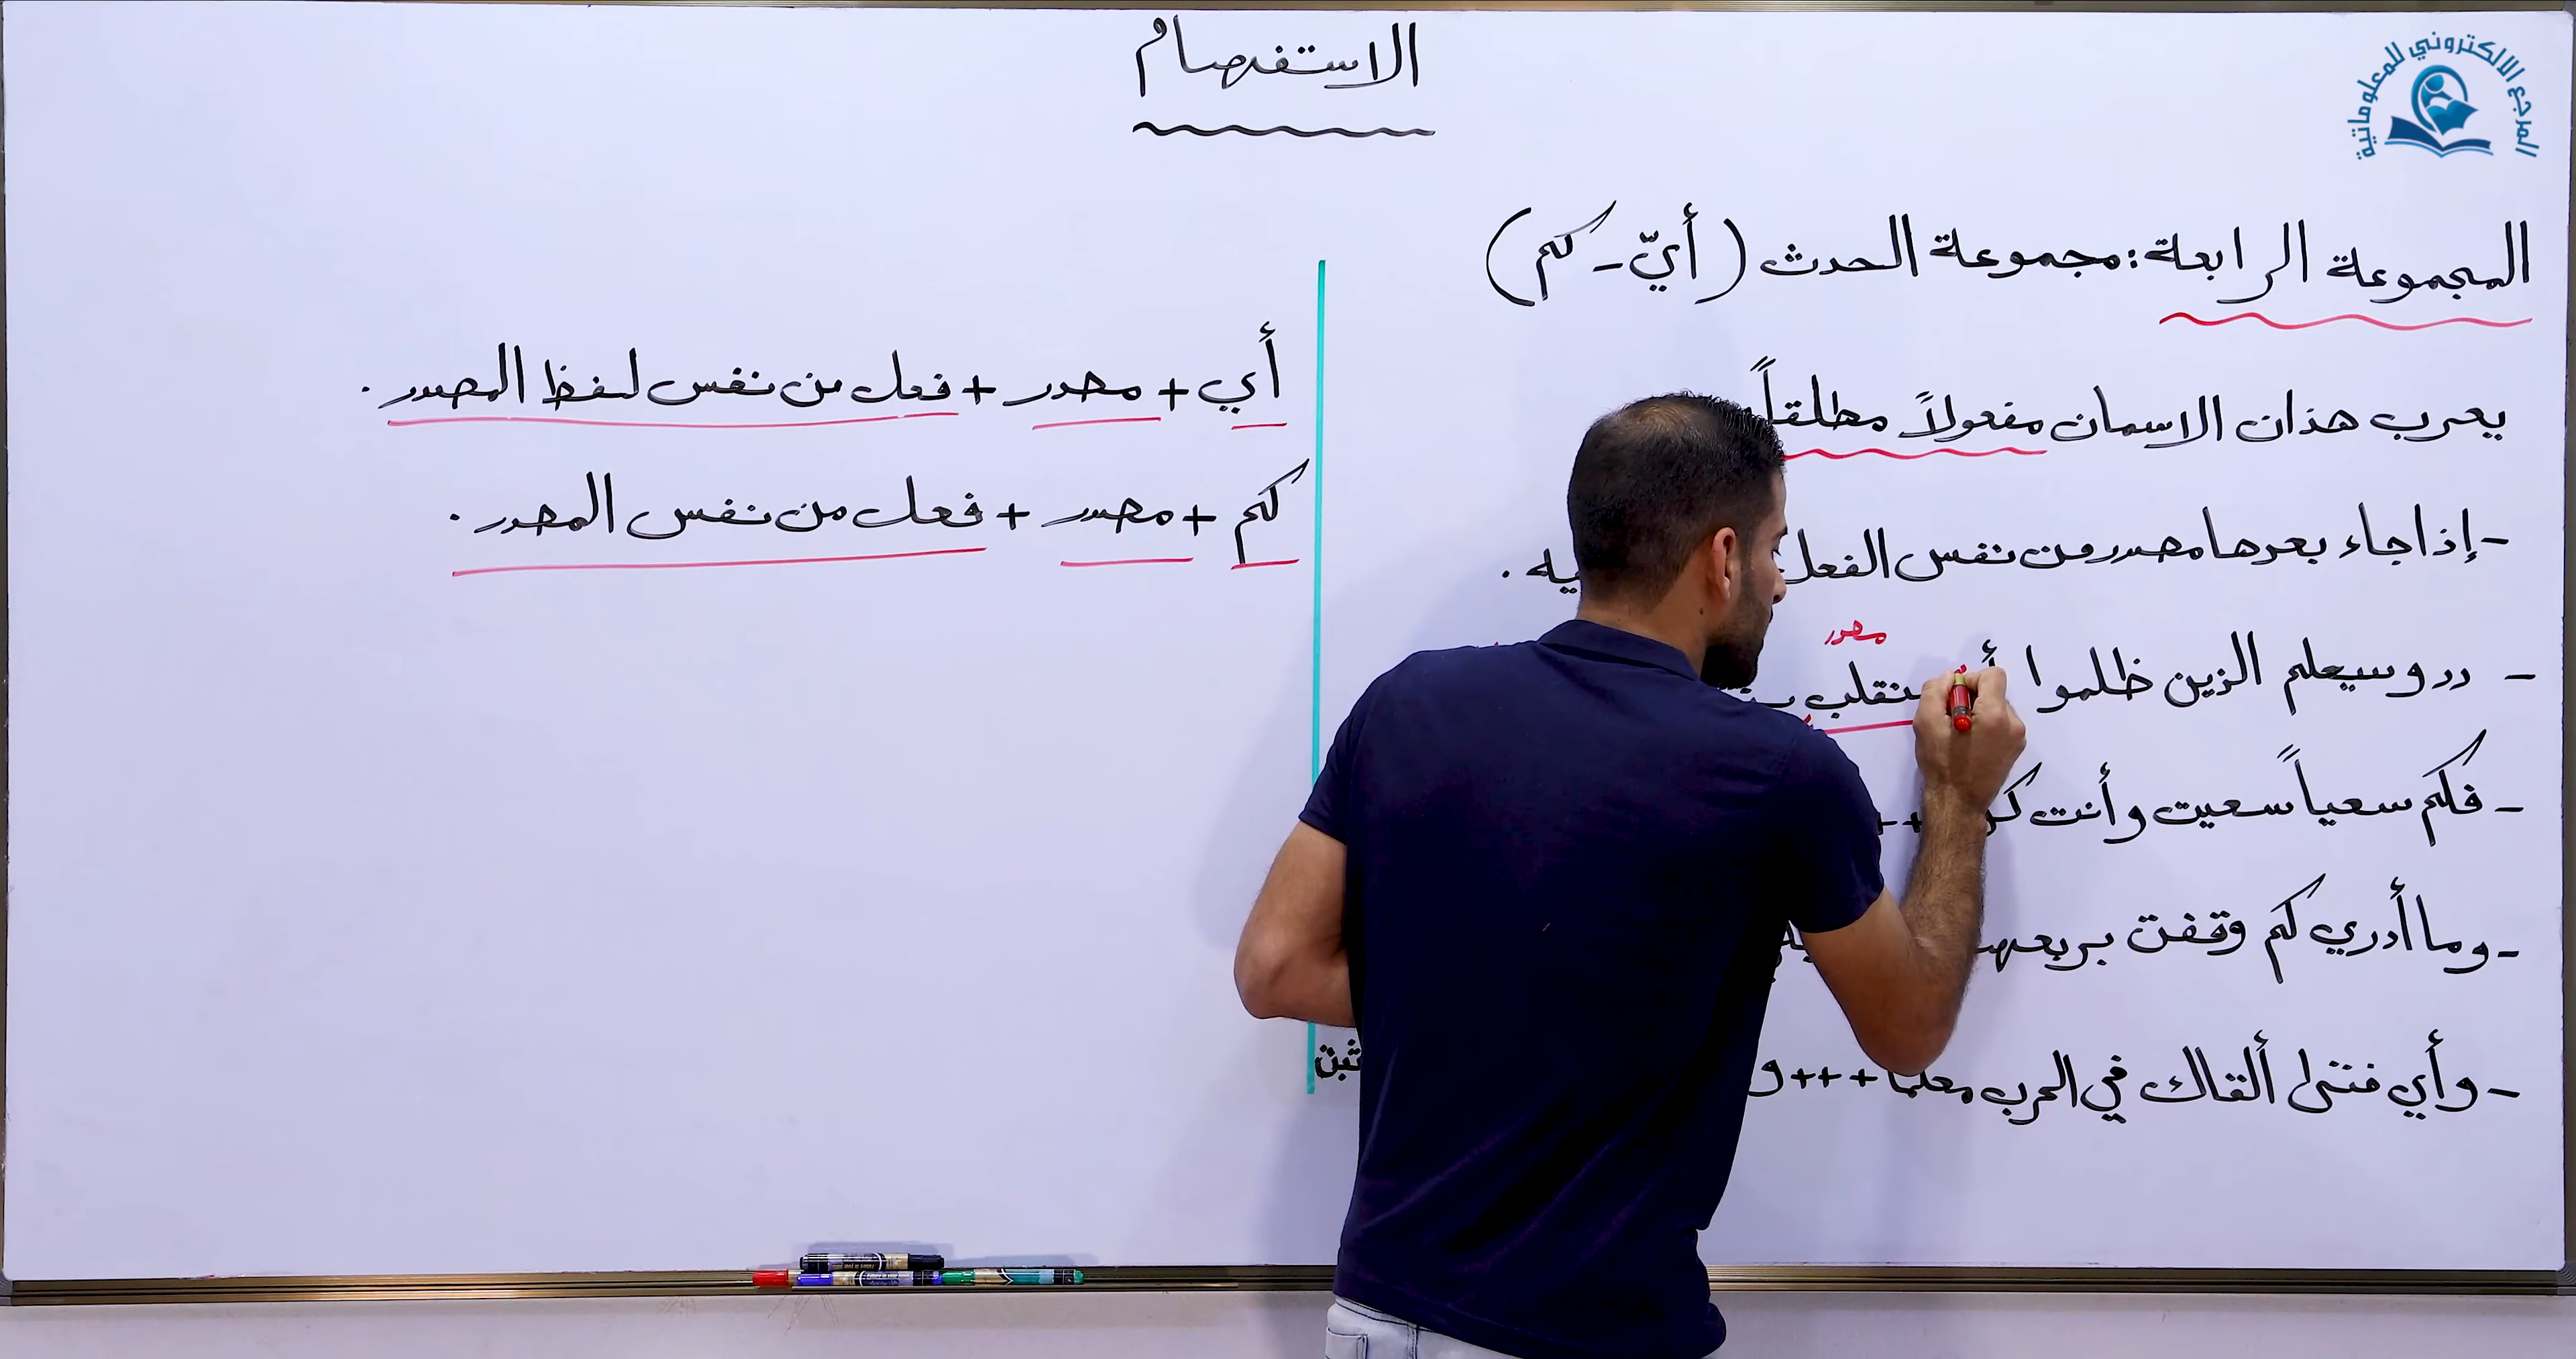 الاستفهام
المرجع الالكتروني للمعلوماتية
المجموعة الرابعة: مجموعة الحدث (أيّ - كم)
يعرب هذان الاسمان مفعولاً مطلقاً
- إذا جاء بعدها مصدر من نفس الفعل
مصدر
- وسيعلم الذين ظلموا منقلب
- فكم سعياً سعيت وأنت
- وما أدري كم وقفت
- وأي فتى ألقاك في الحرب معلماً +++ و
أي + مصدر + فعل من نفس لفظ المصدر.
كم + مصدر + فعل من نفس المصدر.